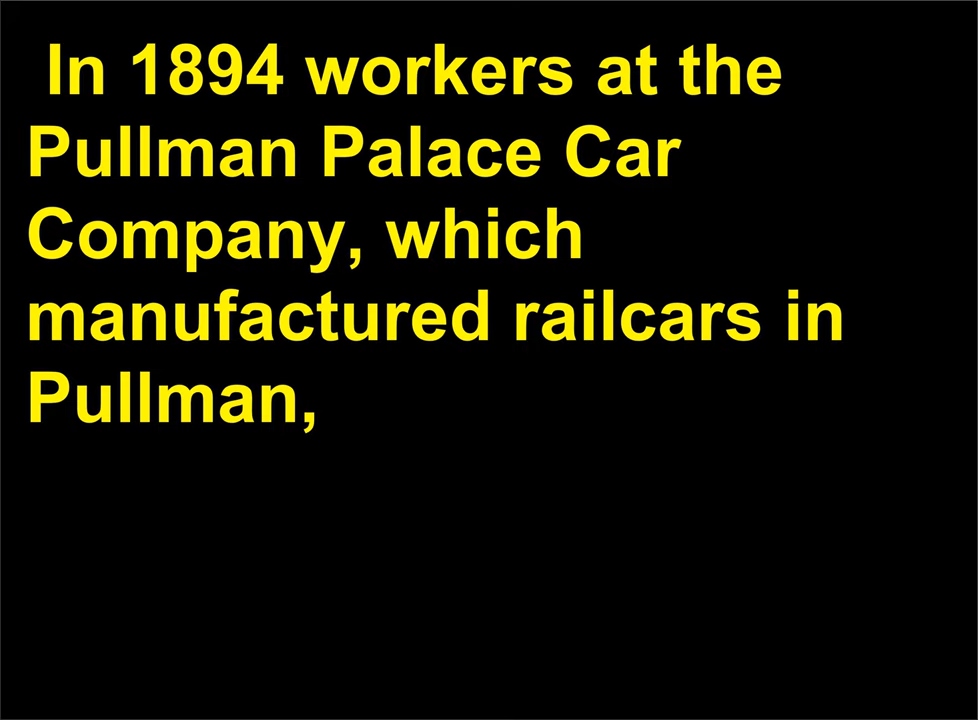 In 1894 workers at the
Pullman Palace Car
Company, which
manufactured railcars in
Pullman,